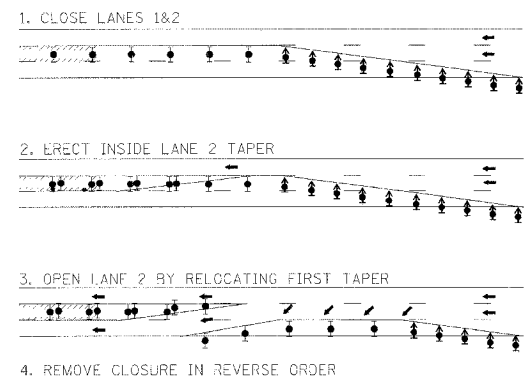 1. CLOSE LANES 1&2
2. ERECT INSIDE LANE 2 TAPER
3. OPEN LANE 2 BY RELOCATING FIRST TAPER
4. REMOVE CLOSURE IN REVERSE ORDER